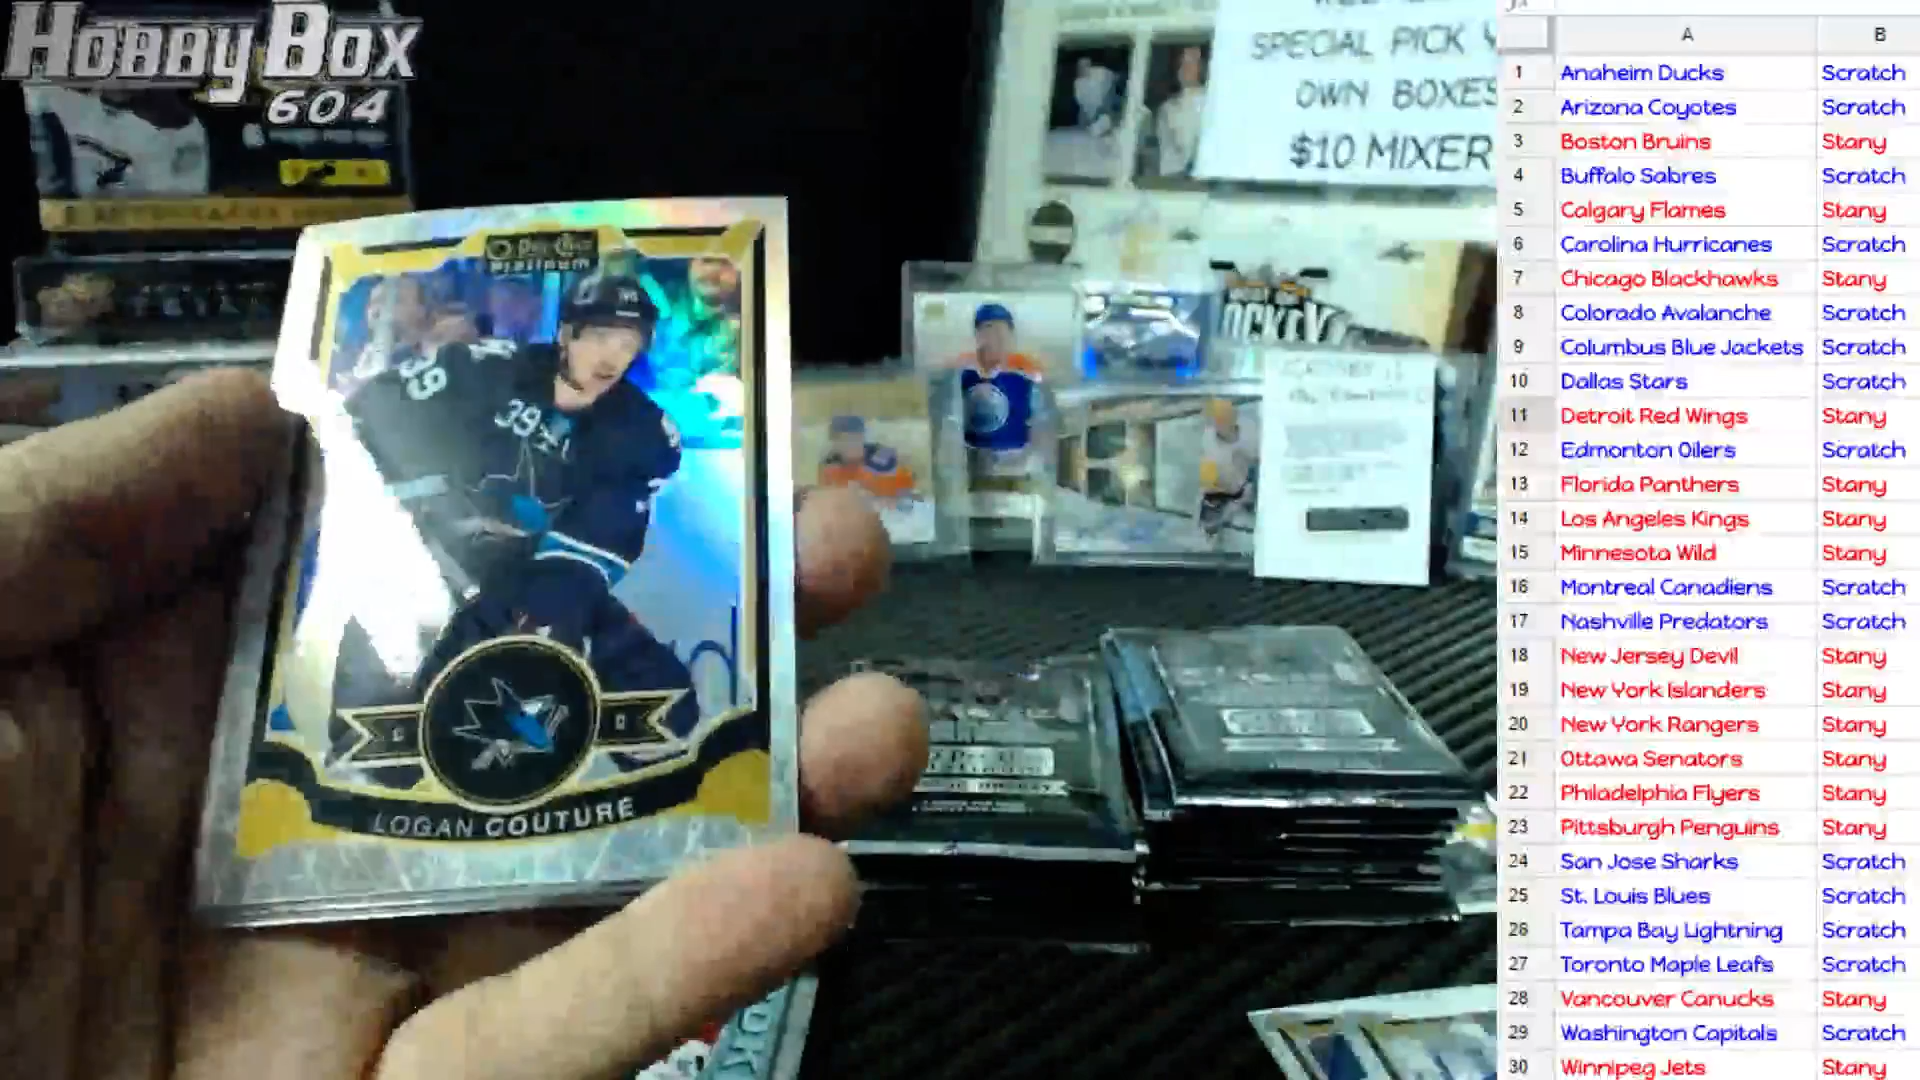 HOBBY BOX
604
SPECIAL PICK
OWN BOXES
$10 MIXER
O Pee Chee
Platinum
39
39
C
LOGAN COUTURE
A B
1 Anaheim Ducks Scratch
2 Arizona Coyotes Scratch
3 Boston Bruins Stany
4 Buffalo Sabres Scratch
5 Calgary Flames Stany
6 Carolina Hurricanes Scratch
7 Chicago Blackhawks Stany
8 Colorado Avalanche Scratch
9 Columbus Blue Jackets Scratch
10 Dallas Stars Scratch
11 Detroit Red Wings Stany
12 Edmonton Oilers Scratch
13 Florida Panthers Stany
14 Los Angeles Kings Stany
15 Minnesota Wild Stany
16 Montreal Canadiens Scratch
17 Nashville Predators Scratch
18 New Jersey Devil Stany
19 New York Islanders Stany
20 New York Rangers Stany
21 Ottawa Senators Stany
22 Philadelphia Flyers Stany
23 Pittsburgh Penguins Stany
24 San Jose Sharks Scratch
25 St. Louis Blues Scratch
26 Tampa Bay Lightning Scratch
27 Toronto Maple Leafs Scratch
28 Vancouver Canucks Stany
29 Washington Capitals Scratch
30 Winnipeg Jets Stany